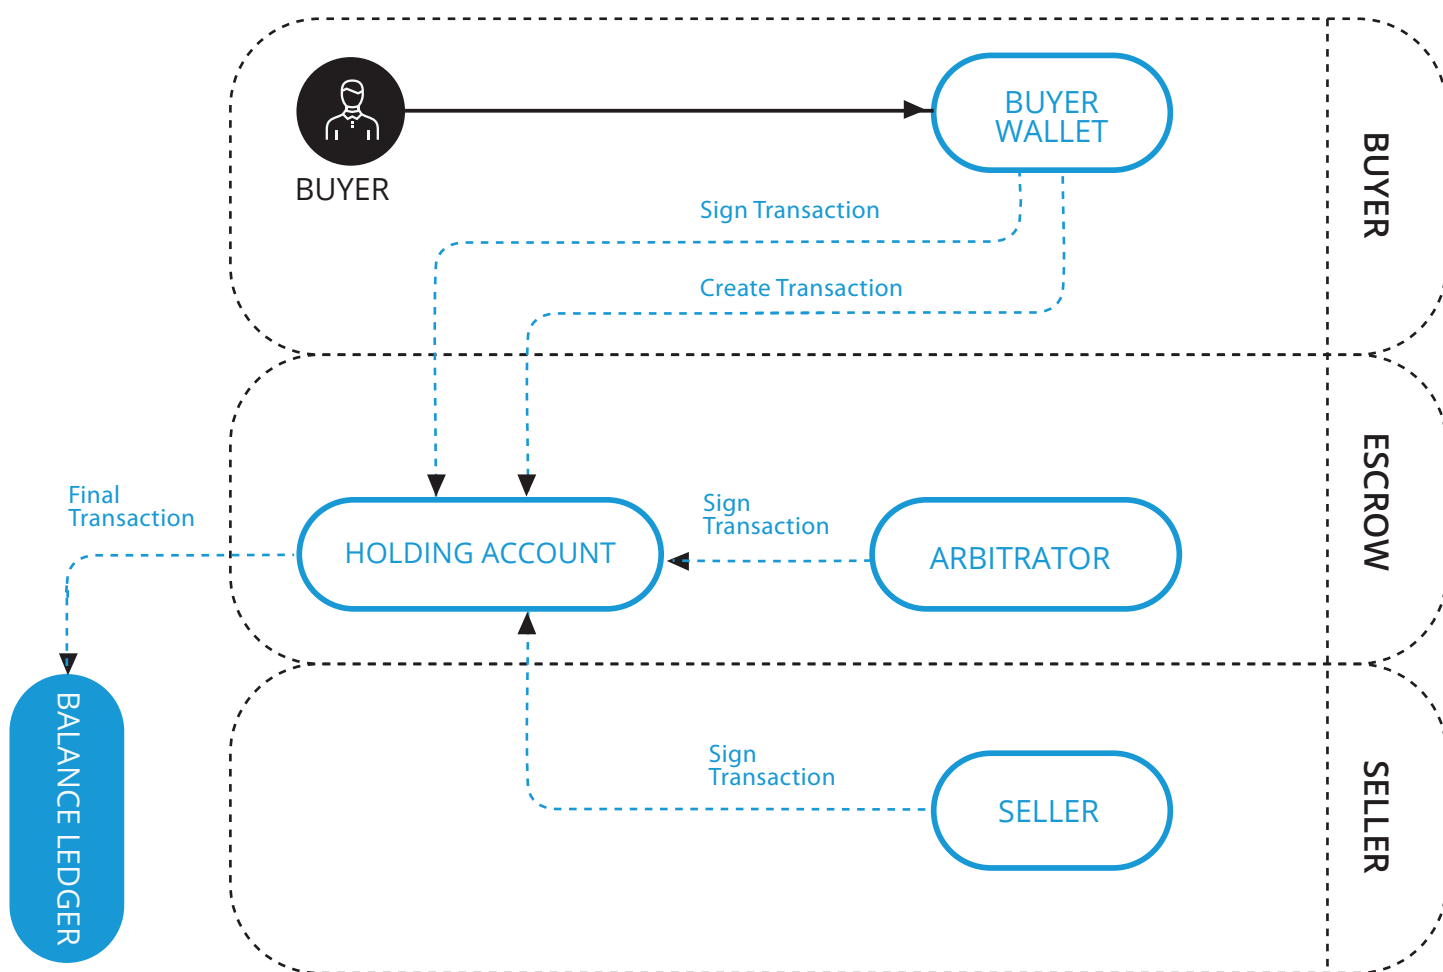 BUYER
WALLET
BUYER
BUYER
Sign Transaction
Create Transaction
ESCROW
Final
Transaction
Sign
Transaction
HOLDING ACCOUNT
ARBITRATOR
BALANCE LEDGER
Sign
Transaction
SELLER
SELLER